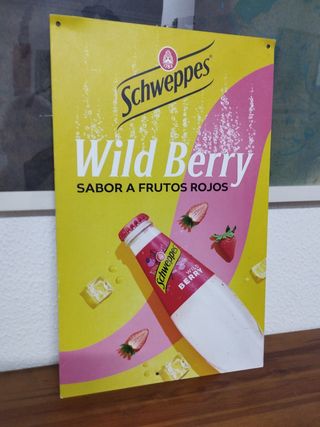 Schweppes
Wild Berry
SABOR A FRUTOS ROJOS
Schweppes
WILD
BERRY